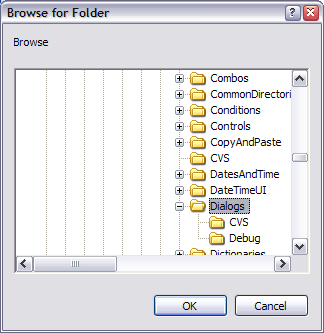 Browse for Folder
Browse
Combos
CommonDirectori
Conditions
Controls
CopyAndPaste
CVS
DatesAndTime
DateTimeUI
Dialogs
CVS
Debug
Dictionaries
OK Cancel